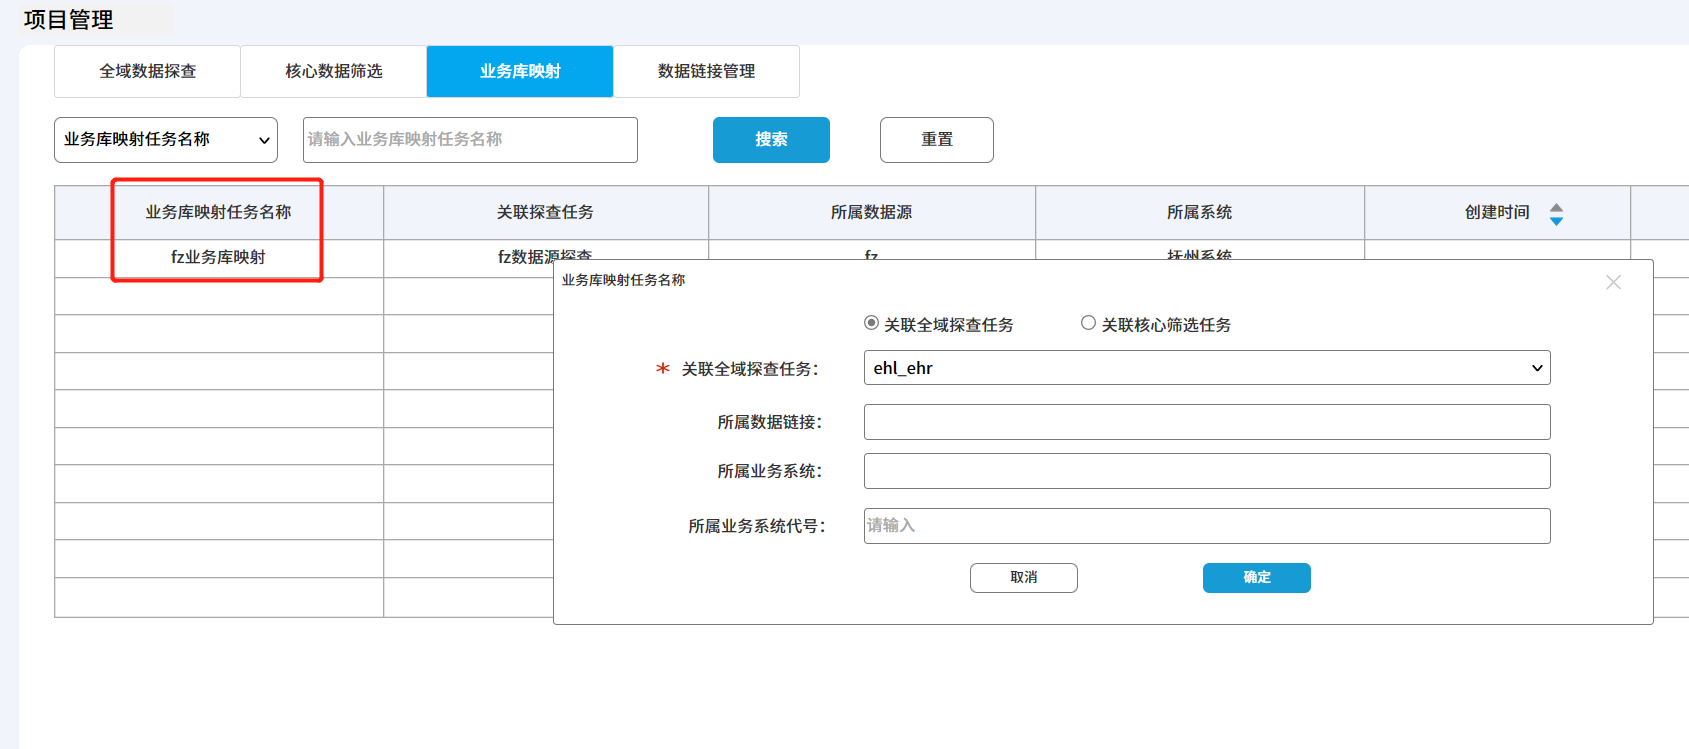 项目管理
全域数据探查 核心数据筛选 业务库映射 数据链接管理
业务库映射任务名称 请输入业务库映射任务名称 搜索 重置
业务库映射任务名称 关联探查任务 所属数据源 所属系统 创建时间
fz业务库映射 fz数据源探查 fz 抚州系统
业务库映射任务名称
关联全域探查任务 关联核心筛选任务
* 关联全域探查任务： ehl_ehr
所属数据链接：
所属业务系统：
所属业务系统代号： 请输入
取消 确定